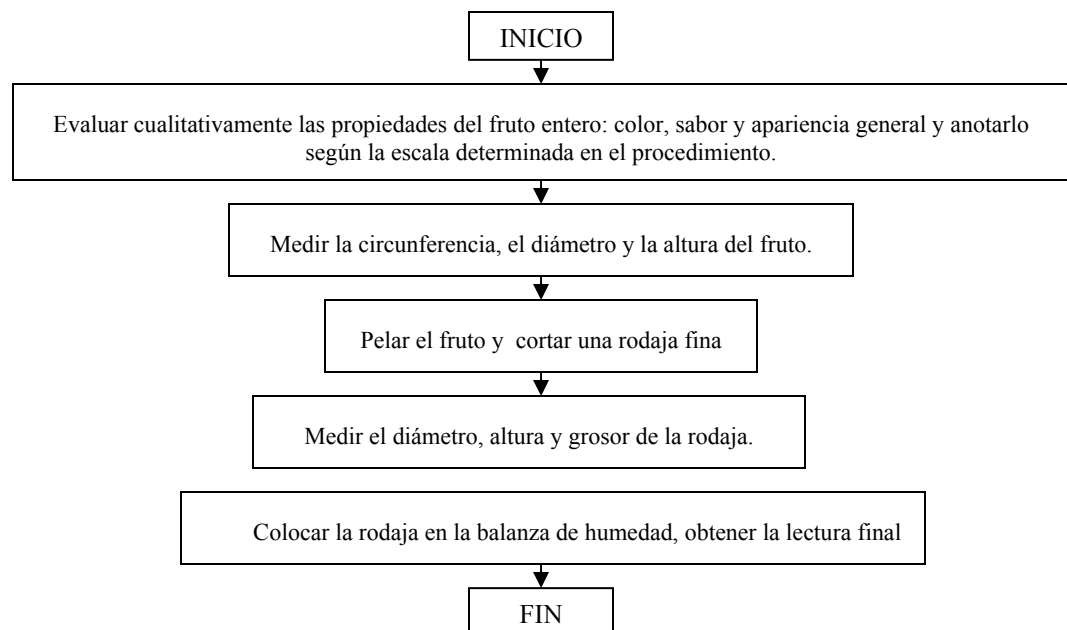 INICIO
Evaluar cualitativamente las propiedades del fruto entero: color, sabor y apariencia general y anotarlo
según la escala determinada en el procedimiento.
Medir la circunferencia, el diámetro y la altura del fruto.
Pelar el fruto y cortar una rodaja fina
Medir el diámetro, altura y grosor de la rodaja.
Colocar la rodaja en la balanza de humedad, obtener la lectura final
FIN